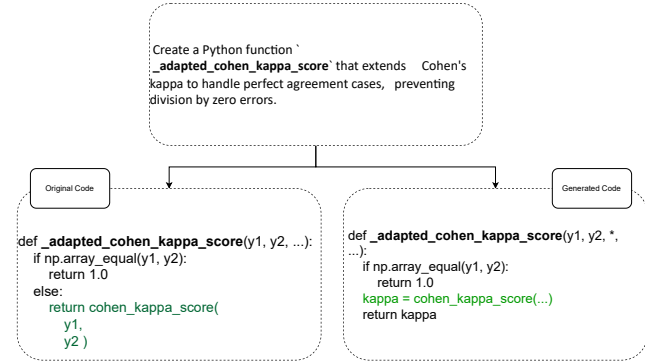 Create a Python function `
_adapted_cohen_kappa_score` that extends Cohen's
kappa to handle perfect agreement cases, preventing
division by zero errors.
Original Code
def _adapted_cohen_kappa_score(y1, y2, ...):
if np.array_equal(y1, y2):
return 1.0
else:
return cohen_kappa_score(
y1,
y2 )
Generated Code
def _adapted_cohen_kappa_score(y1, y2, *,
...):
if np.array_equal(y1, y2):
return 1.0
kappa = cohen_kappa_score(...)
return kappa